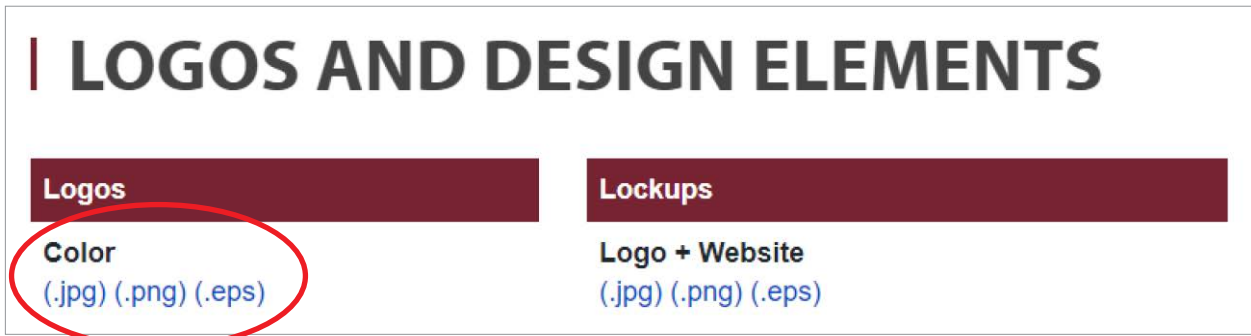 LOGOS AND DESIGN ELEMENTS
Logos
Color
(.jpg) (.png) (.eps)
Lockups
Logo + Website
(.jpg) (.png) (.eps)